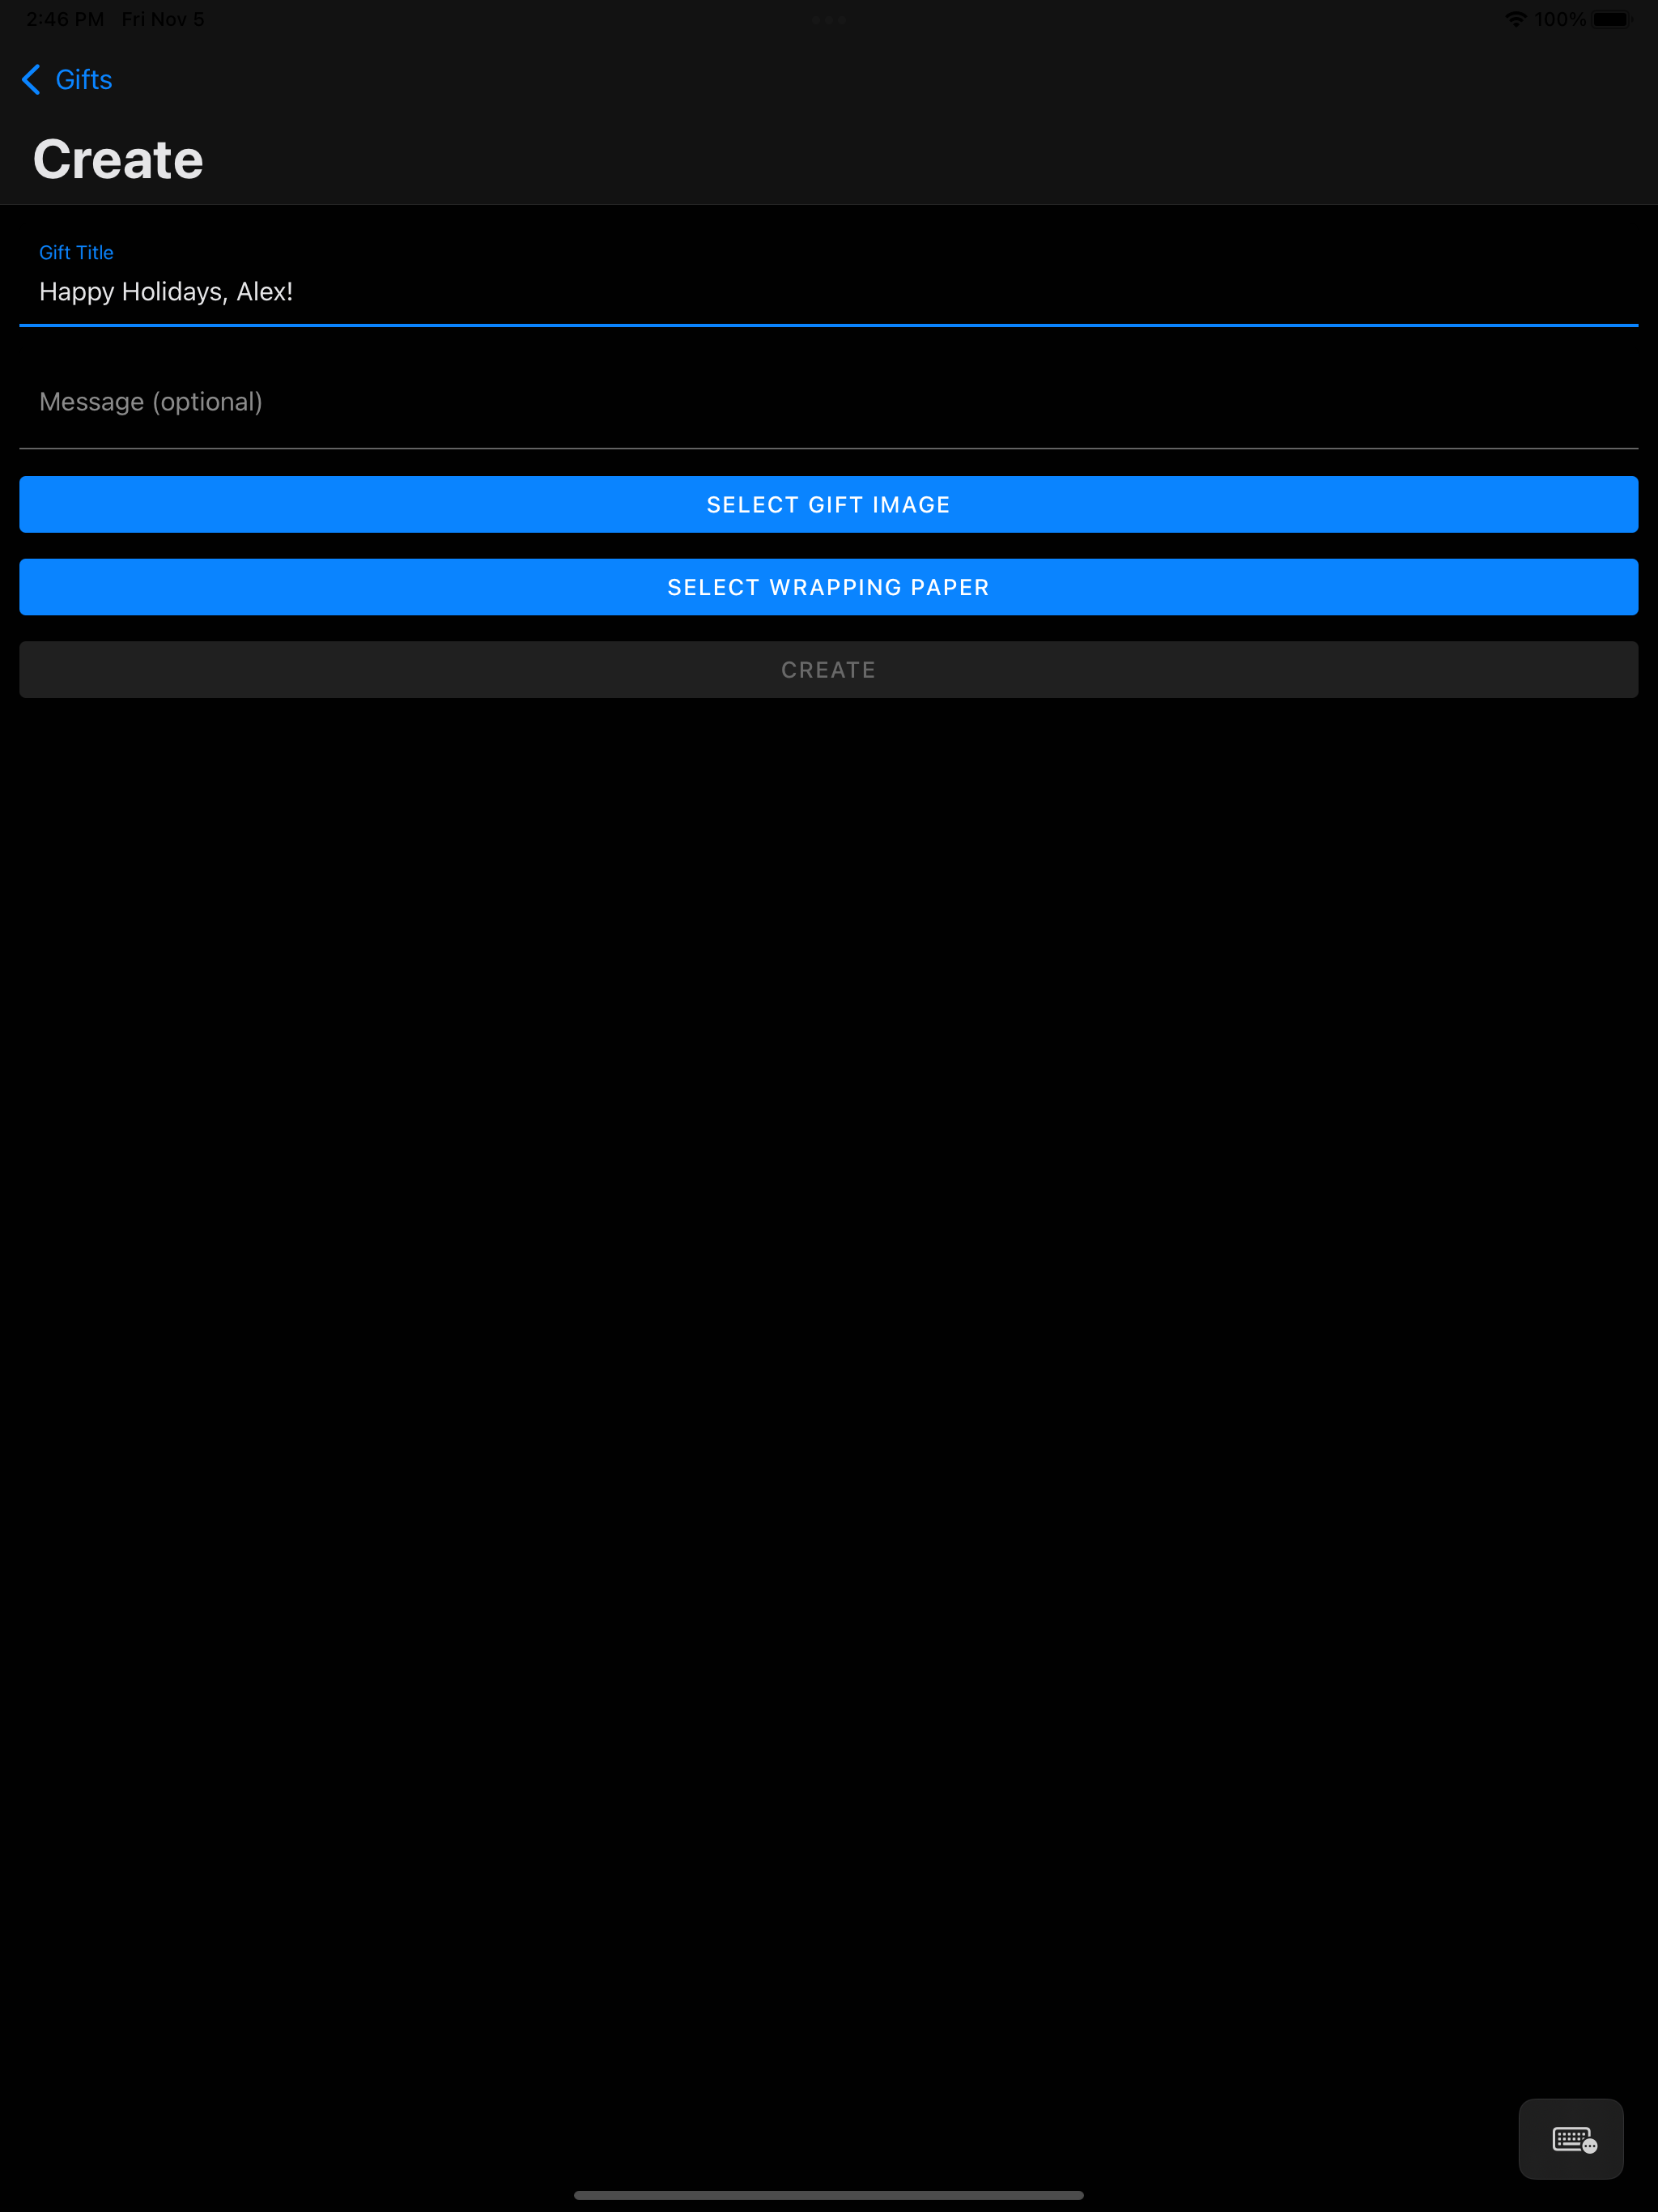 2:46 PM Fri Nov 5
100%
Gifts
Create
Gift Title
Happy Holidays, Alex!
Message (optional)
SELECT GIFT IMAGE
SELECT WRAPPING PAPER
CREATE